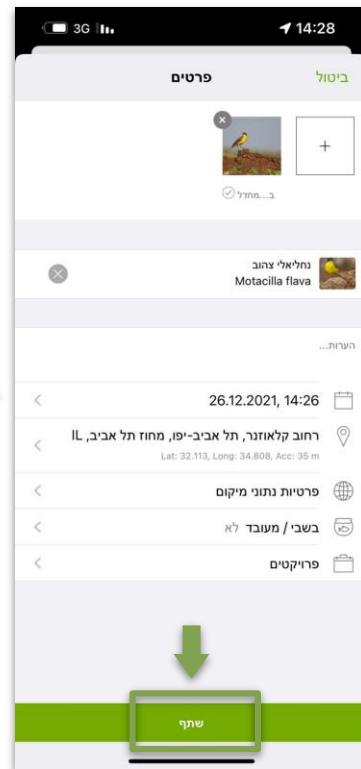 14:28
3G
ביטול
פרטים
+
ב...מחדל
נחליאלי צהוב
Motacilla flava
הערות...
26.12.2021, 14:26
רחוב קלאוזנר, תל אביב-יפו, מחוז תל אביב, IL
Lat: 32.113, Long: 34.808, Acc: 35 m
פרטיות נתוני מיקום
בשבי / מעובד לא
פרויקטים
שתף